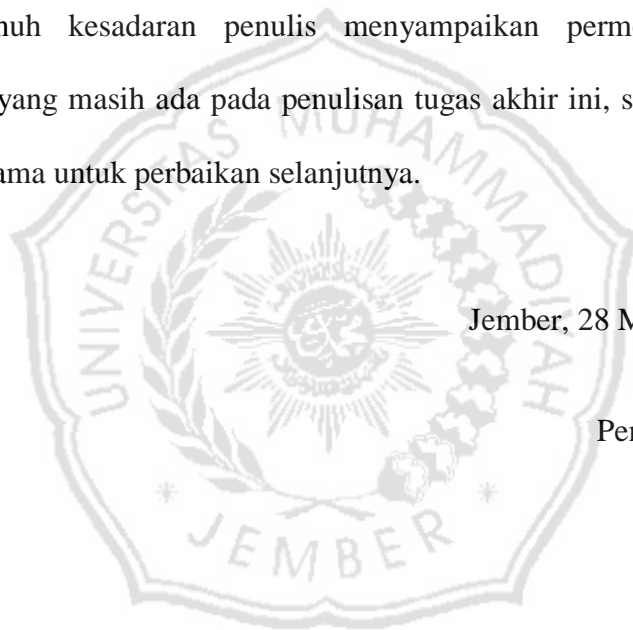 nuh kesadaran penulis menyampaikan perm
yang masih ada pada penulisan tugas akhir ini, s
ama untuk perbaikan selanjutnya.
UNIVERSITAS MUHAMMADIYAH
Jember, 28 M
Pen
* JEMBER *